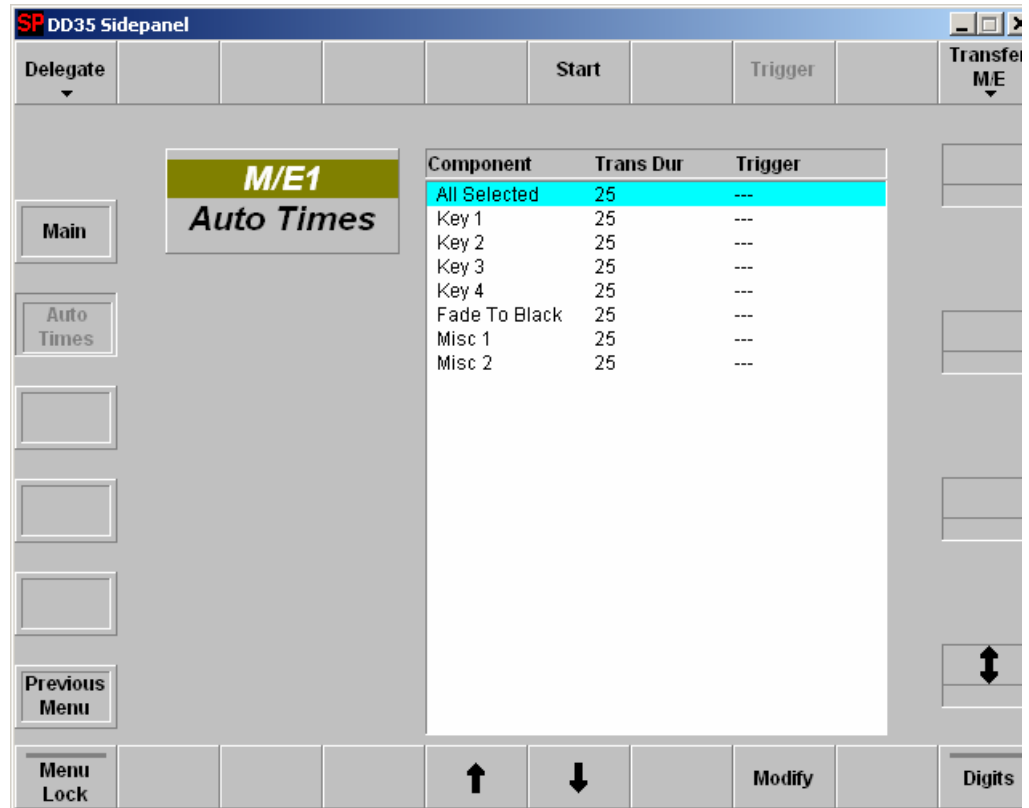 SP DD35 Sidepanel
Delegate Start Trigger Transfer
M/E
M/E1
Auto Times
Main
Auto
Times
Previous
Menu
Component Trans Dur Trigger
All Selected 25 ---
Key 1 25 ---
Key 2 25 ---
Key 3 25 ---
Key 4 25 ---
Fade To Black 25 ---
Misc 1 25 ---
Misc 2 25 ---
Menu
Lock
Modify
Digits